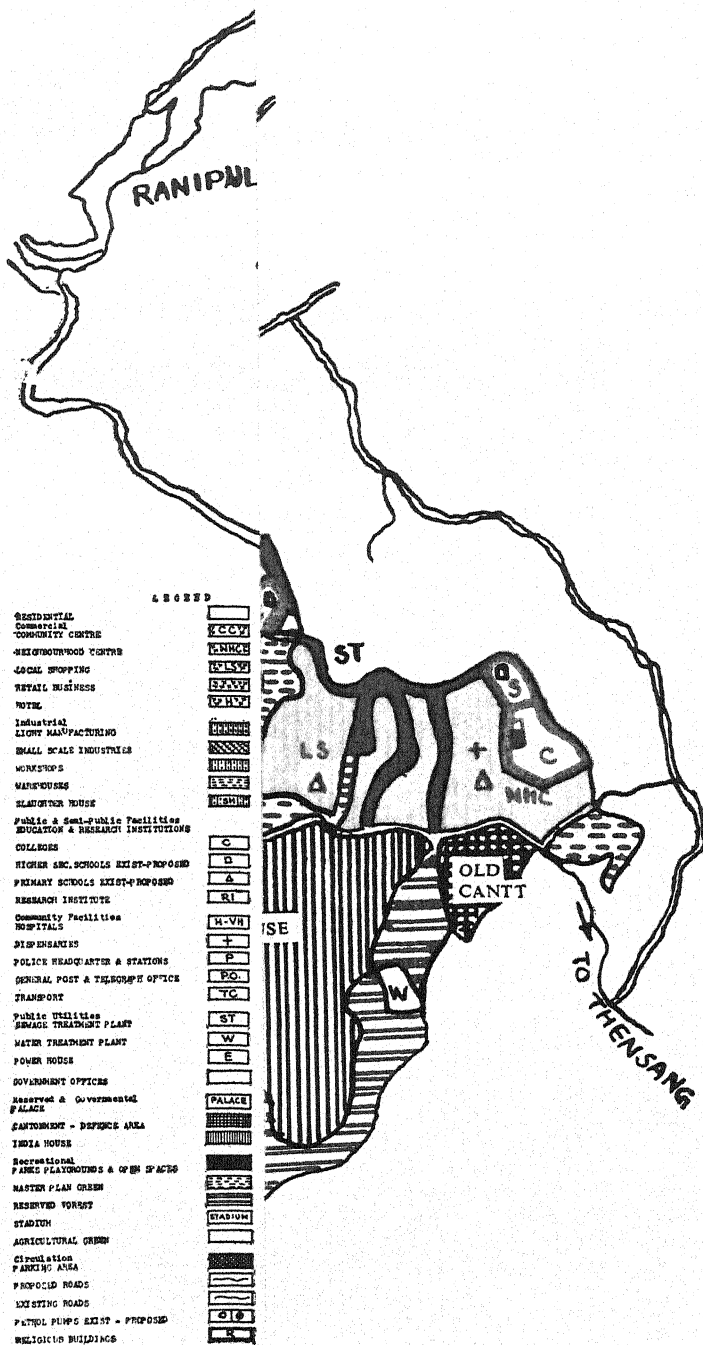 RANIPUL
LEGEND
RESIDENTIAL
Commercial
COMMUNITY CENTRE CC
NEIGHBOURHOOD CENTRE NHC
LOCAL SHOPPING LS
RETAIL BUSINESS
HOTEL H
Industrial
LIGHT MANUFACTURING
SMALL SCALE INDUSTRIES
WORKSHOPS
WAREHOUSES
SLAUGHTER HOUSE SH
Public & Semi-Public Facilities
EDUCATION & RESEARCH INSTITUTIONS
COLLEGES C
HIGHER SEC. SCHOOLS EXIST-PROPOSED
PRIMARY SCHOOLS EXIST-PROPOSED
RESEARCH INSTITUTE RI
Community Facilities
HOSPITALS H-VH
DISPENSARIES +
POLICE HEADQUARTER & STATIONS P
GENERAL POST & TELEGRAPH OFFICE P.O.
TRANSPORT TC
Public Utilities
SEWAGE TREATMENT PLANT ST
WATER TREATMENT PLANT W
POWER HOUSE E
GOVERNMENT OFFICES
Reserved & Governmental
PALACE PALACE
CANTONMENT - DEFENCE AREA
INDIA HOUSE
Recreational
PARKS PLAYGROUNDS & OPEN SPACES
MASTER PLAN GREEN
RESERVED FOREST
STADIUM STADIUM
AGRICULTURAL GREEN
Circulation
PARKING AREA
PROPOSED ROADS
EXISTING ROADS
PETROL PUMPS EXIST - PROPOSED
RELIGIOUS BUILDINGS R
ST
S
C
LS
+
NHC
OLD
CANTT
USE
W
TO THENSANG